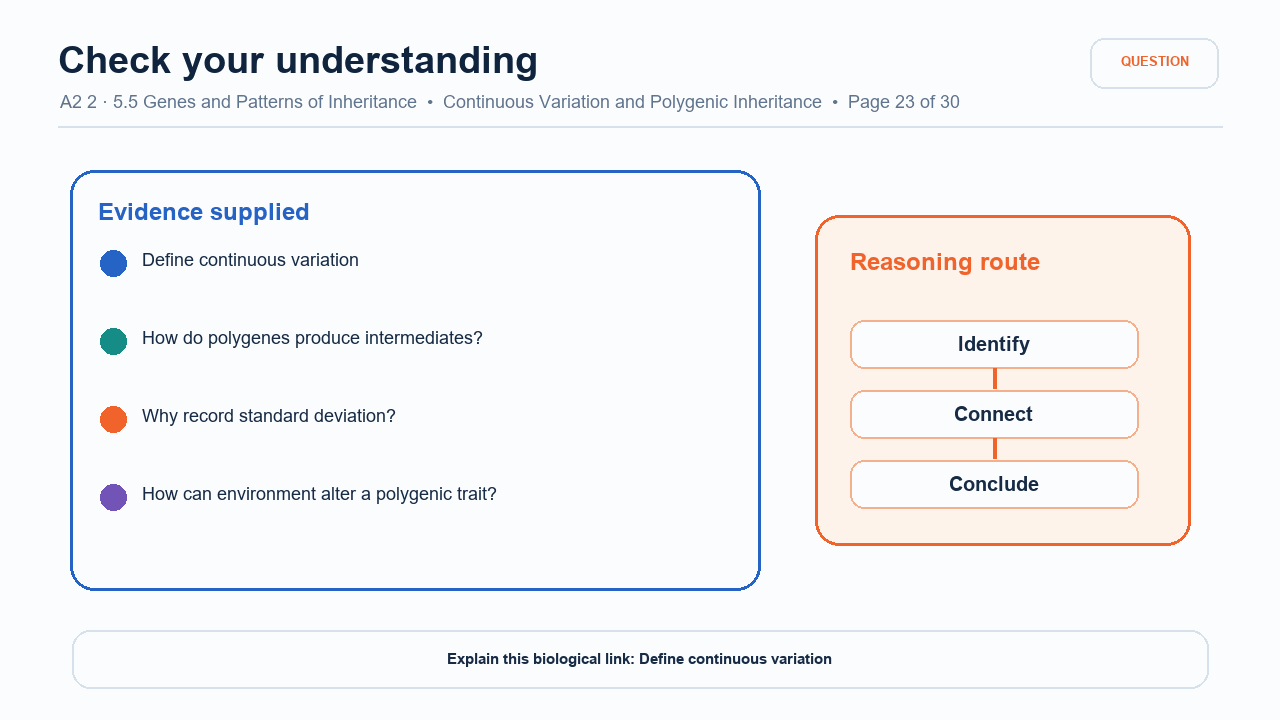 Check your understanding
QUESTION
A2 2 · 5.5 Genes and Patterns of Inheritance • Continuous Variation and Polygenic Inheritance • Page 23 of 30
Evidence supplied
Define continuous variation
How do polygenes produce intermediates?
Why record standard deviation?
How can environment alter a polygenic trait?
Reasoning route
Identify
Connect
Conclude
Explain this biological link: Define continuous variation